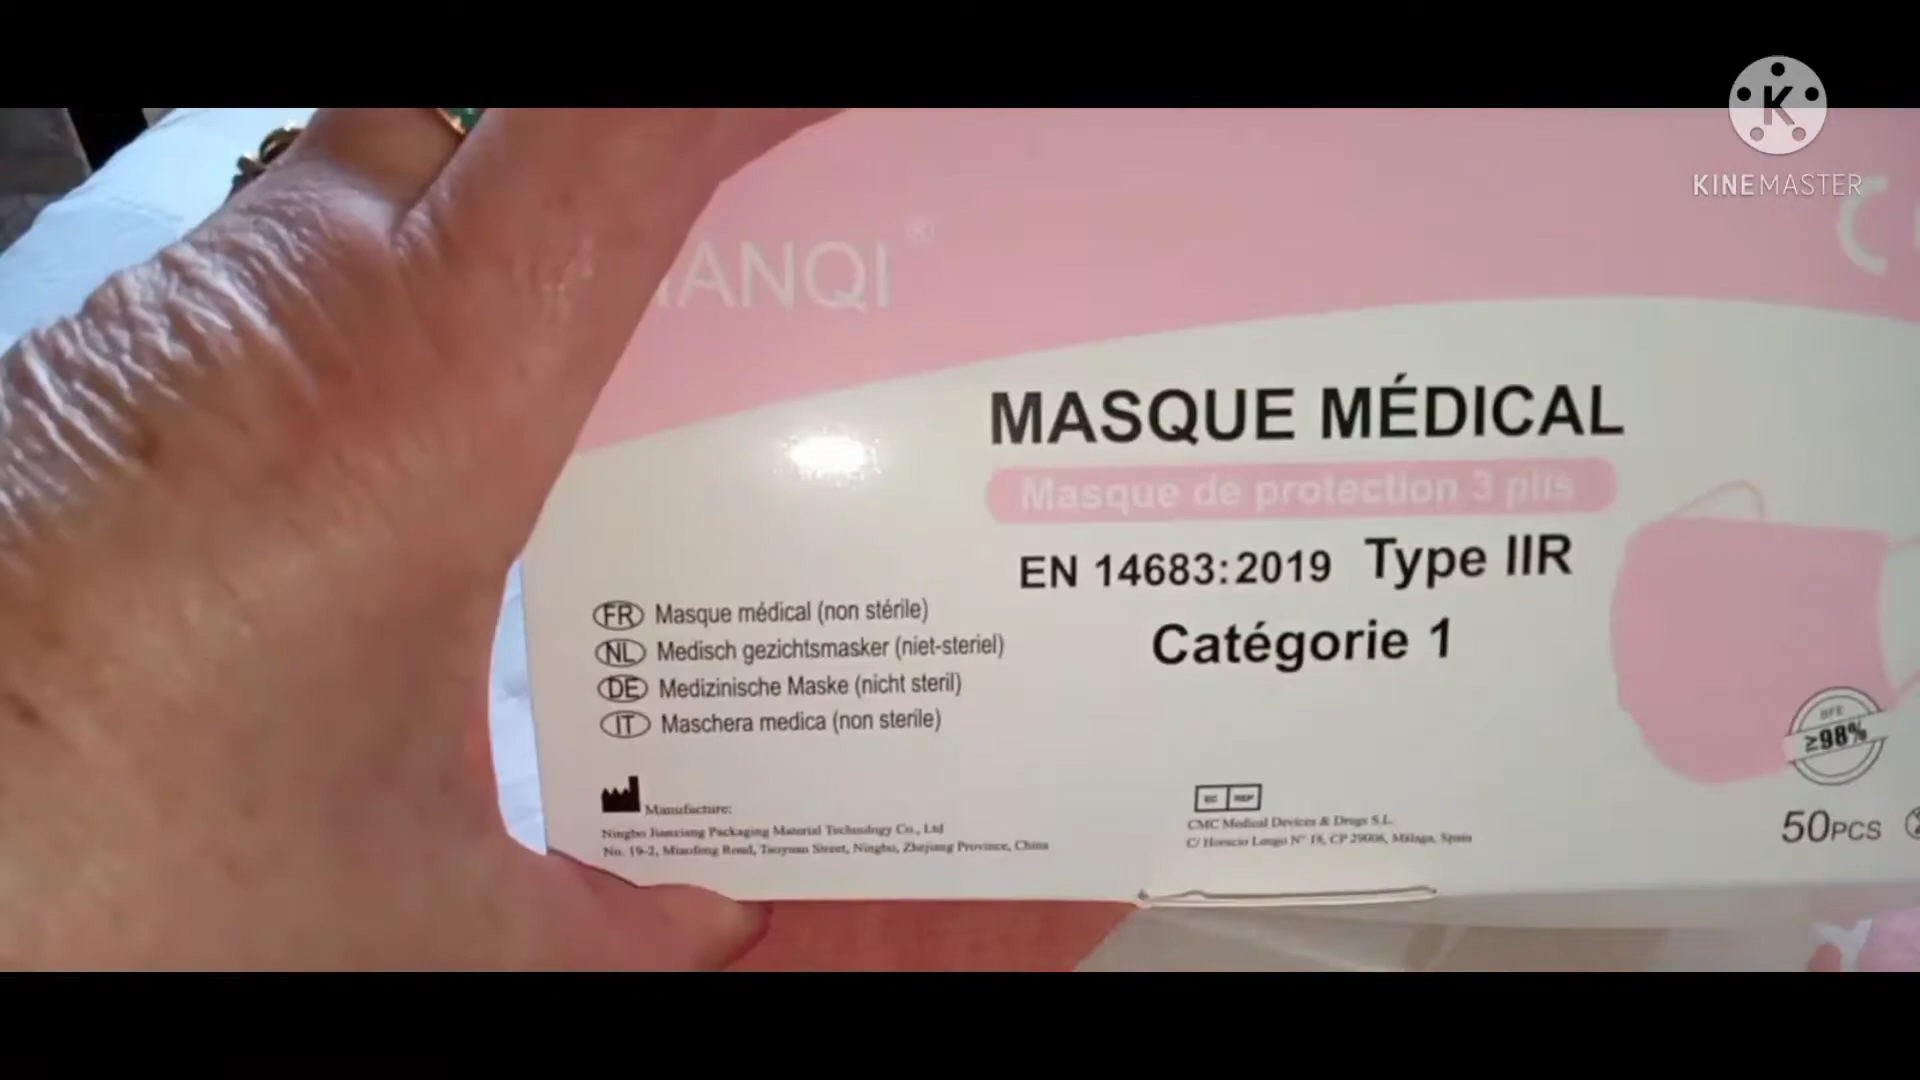 KINEMASTER
ANQI®
MASQUE MÉDICAL
Masque de protection 3 plis
EN 14683:2019 Type IIR
Catégorie 1
FR Masque médical (non stérile)
NL Medisch gezichtsmasker (niet-steriel)
DE Medizinische Maske (nicht steril)
IT Maschera medica (non sterile)
BFE
≥98%
50PCS
Manufacture:
Ningbo Jianxiang Packaging Material Technology Co., Ltd
No. 19-2, Miaofeng Road, Taoyuan Street, Ningbo, Zhejiang Province, China
EC REP
CMC Medical Devices & Drugs S.L.
C/ Horacio Lengo N° 18, CP 29006, Málaga, Spain